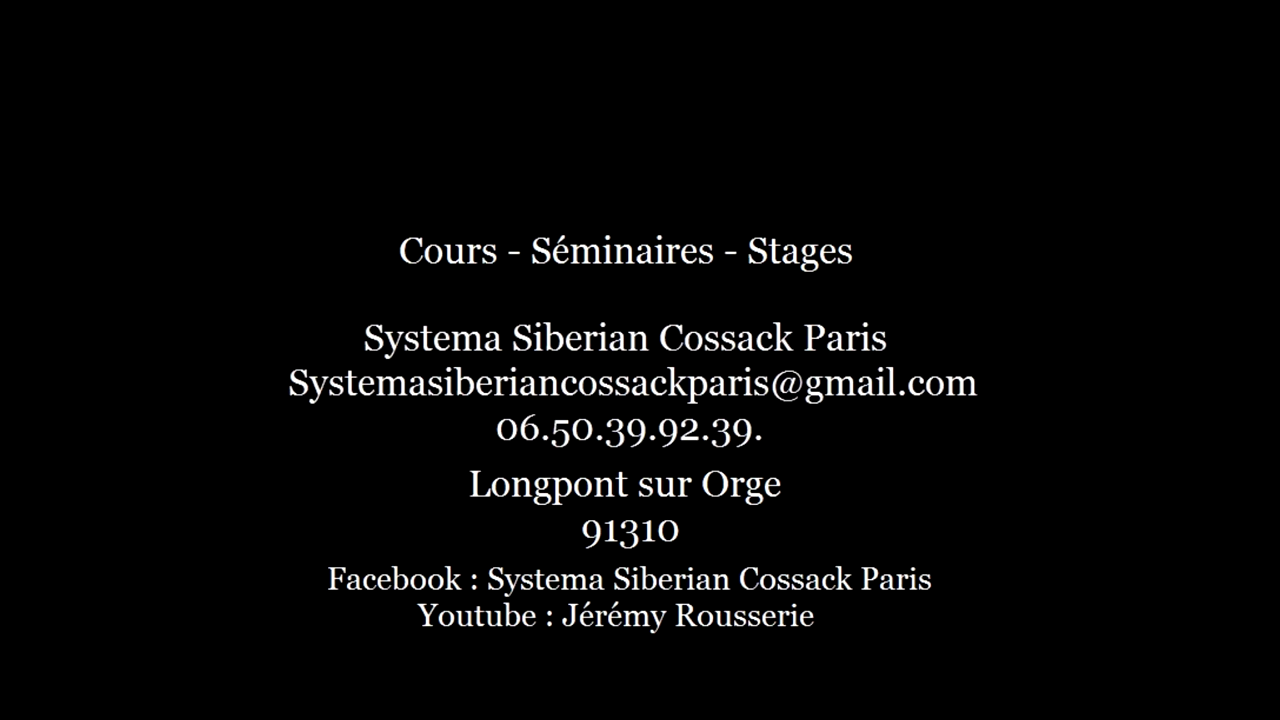 Cours - Séminaires - Stages
Systema Siberian Cossack Paris
Systemasiberiancossackparis@gmail.com
06.50.39.92.39.
Longpont sur Orge
91310
Facebook : Systema Siberian Cossack Paris
Youtube : Jérémy Rousserie